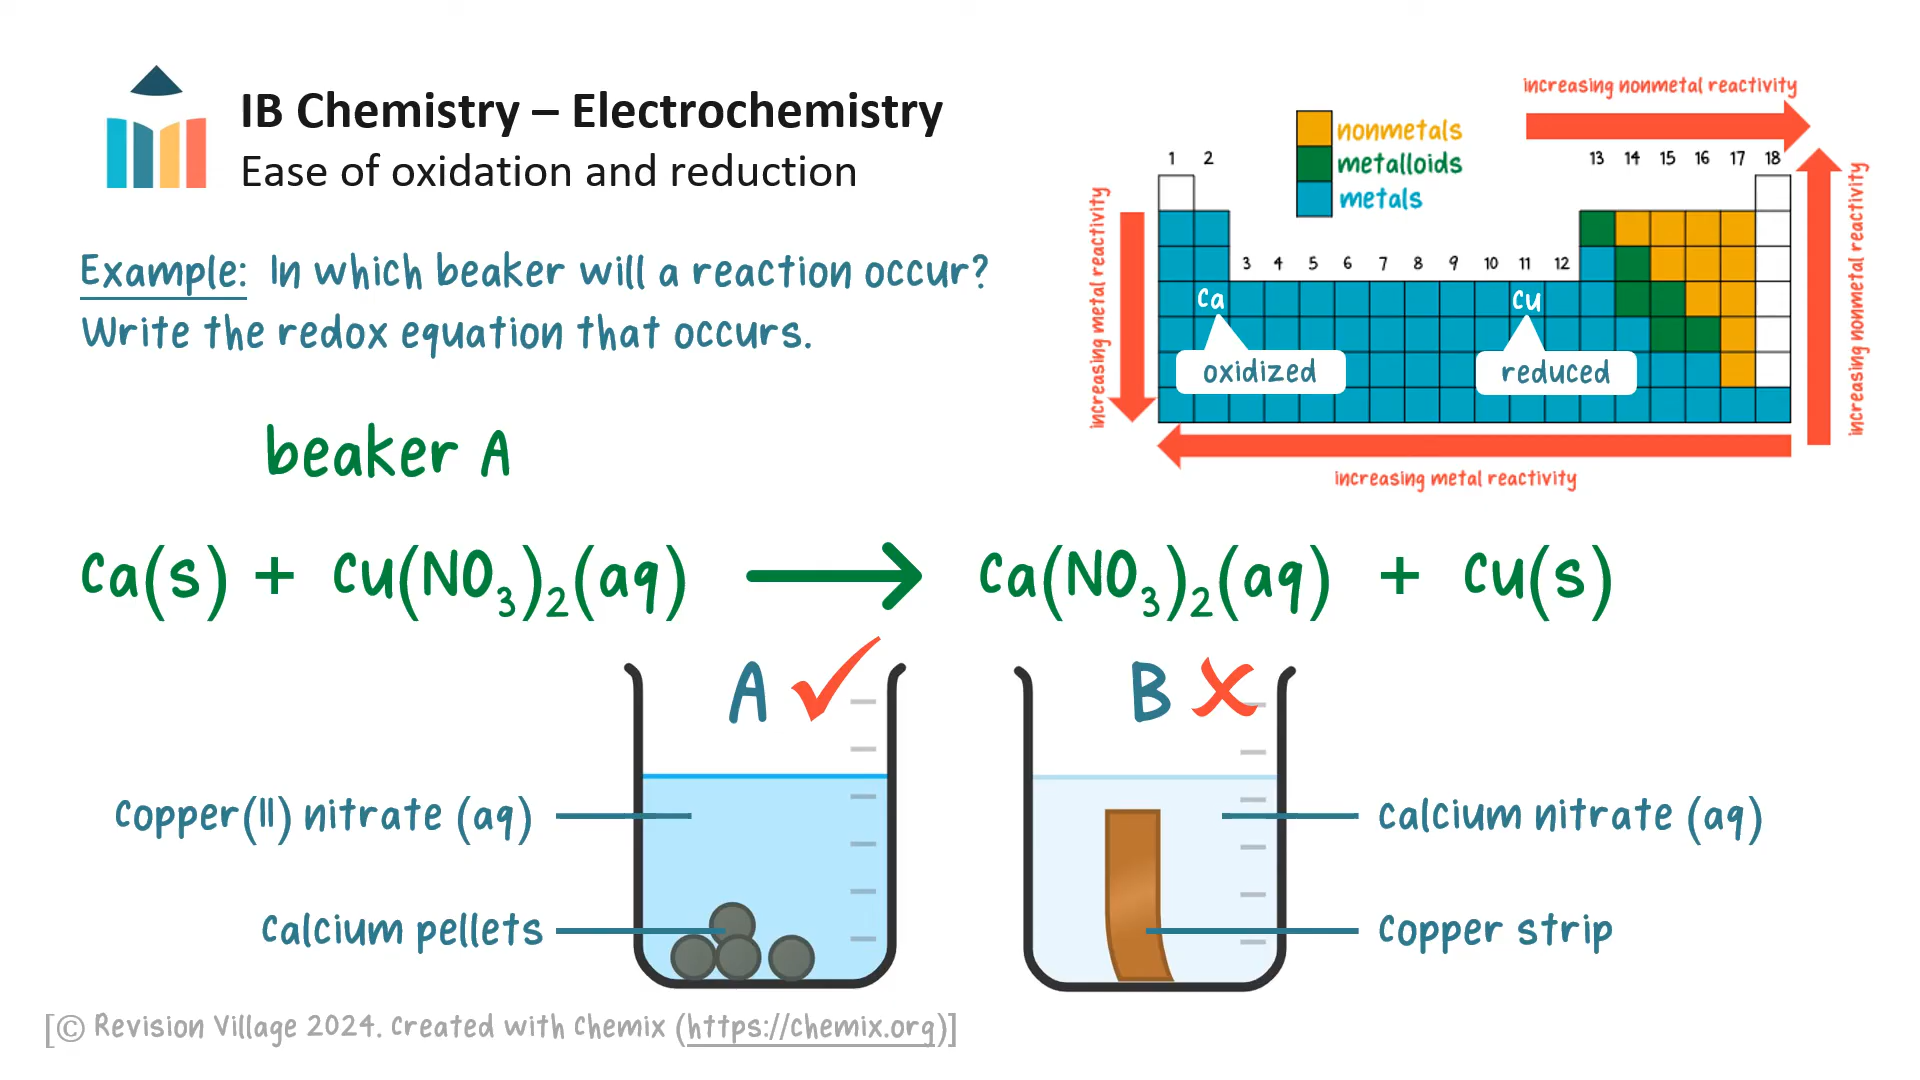 IB Chemistry – Electrochemistry
Ease of oxidation and reduction
Example: In which beaker will a reaction occur?
Write the redox equation that occurs.
increasing nonmetal reactivity
nonmetals
metalloids
metals
1 2 13 14 15 16 17 18
3 4 5 6 7 8 9 10 11 12
Ca Cu
oxidized reduced
increasing metal reactivity
increasing nonmetal reactivity
increasing metal reactivity
beaker A
Ca(s) + Cu(NO₃)₂(aq) ⟶ Ca(NO₃)₂(aq) + Cu(s)
A ✓ B ✗
copper(II) nitrate (aq)
calcium nitrate (aq)
calcium pellets
copper strip
[© Revision Village 2024. Created with Chemix (https://chemix.org)]